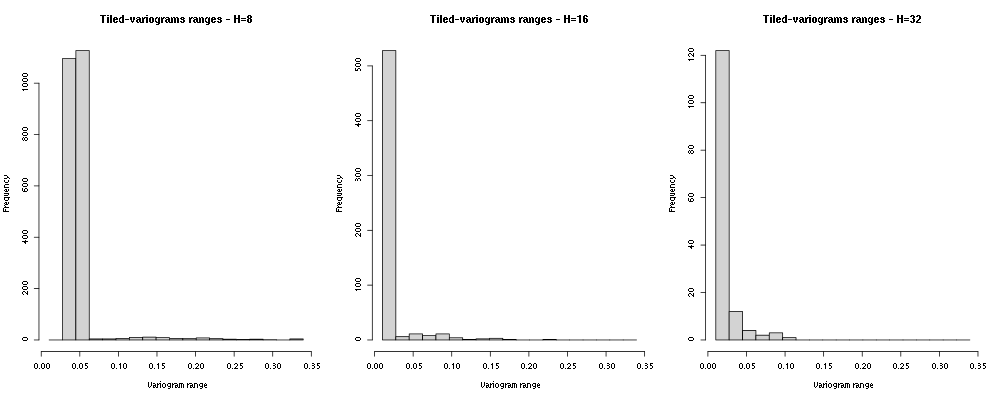 Tiled-variograms ranges - H=8
Frequency
0
200
400
600
800
1000
0.00 0.05 0.10 0.15 0.20 0.25 0.30 0.35
Variogram range
Tiled-variograms ranges - H=16
Frequency
0
100
200
300
400
500
0.00 0.05 0.10 0.15 0.20 0.25 0.30 0.35
Variogram range
Tiled-variograms ranges - H=32
Frequency
0
20
40
60
80
100
120
0.00 0.05 0.10 0.15 0.20 0.25 0.30 0.35
Variogram range